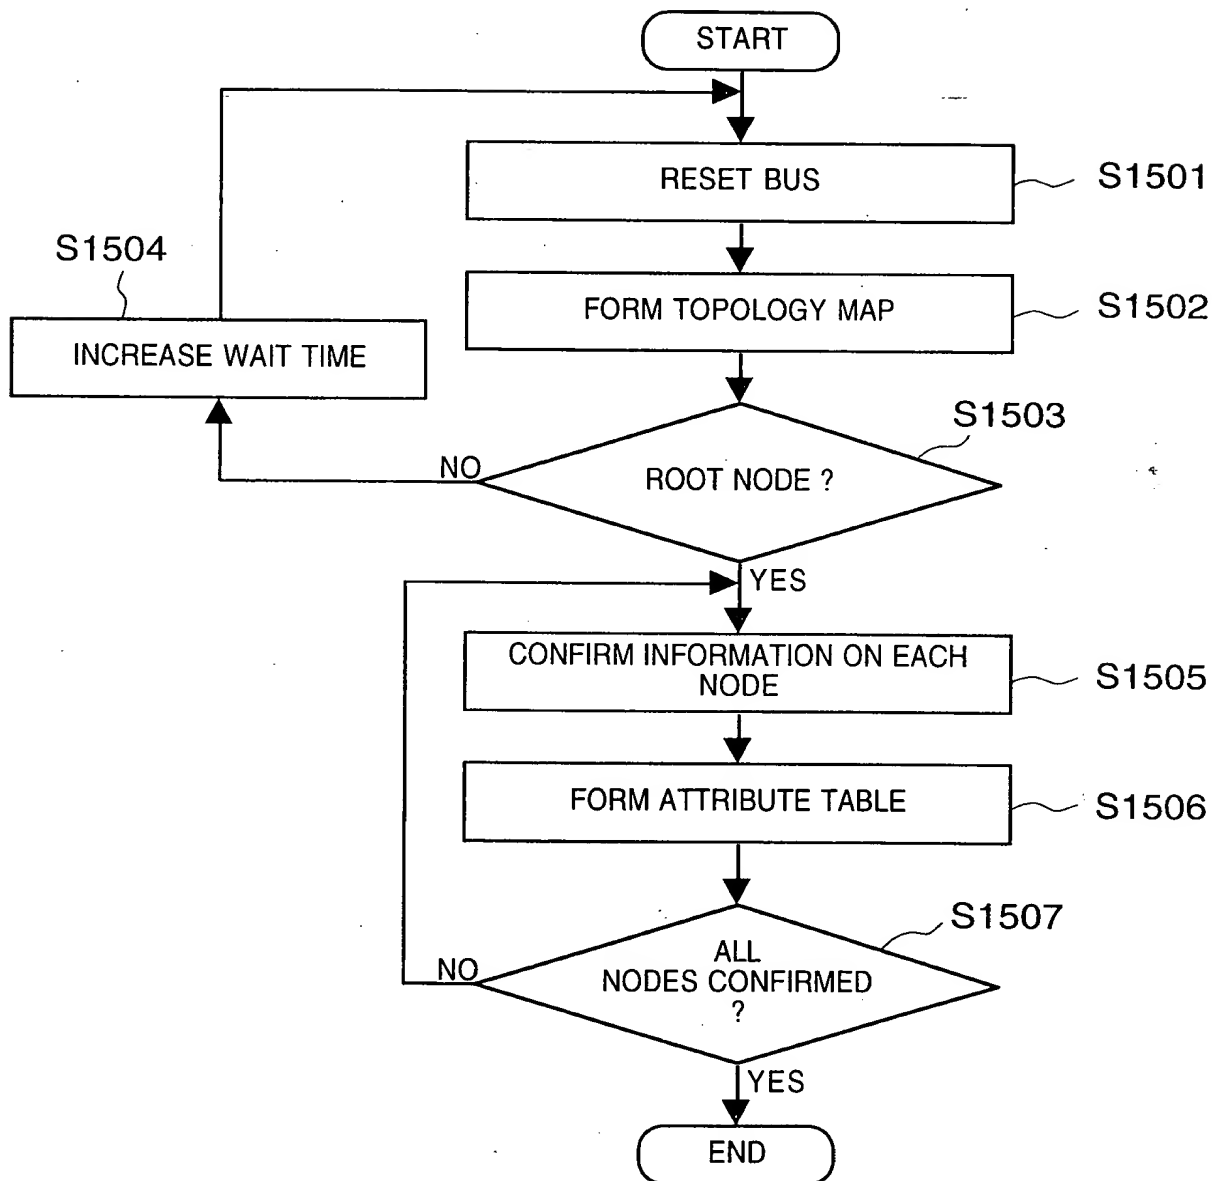 START
RESET BUS
S1501
S1504
FORM TOPOLOGY MAP
S1502
INCREASE WAIT TIME
S1503
NO
ROOT NODE ?
YES
CONFIRM INFORMATION ON EACH
NODE
S1505
FORM ATTRIBUTE TABLE
S1506
S1507
ALL
NODES CONFIRMED
?
NO
YES
END